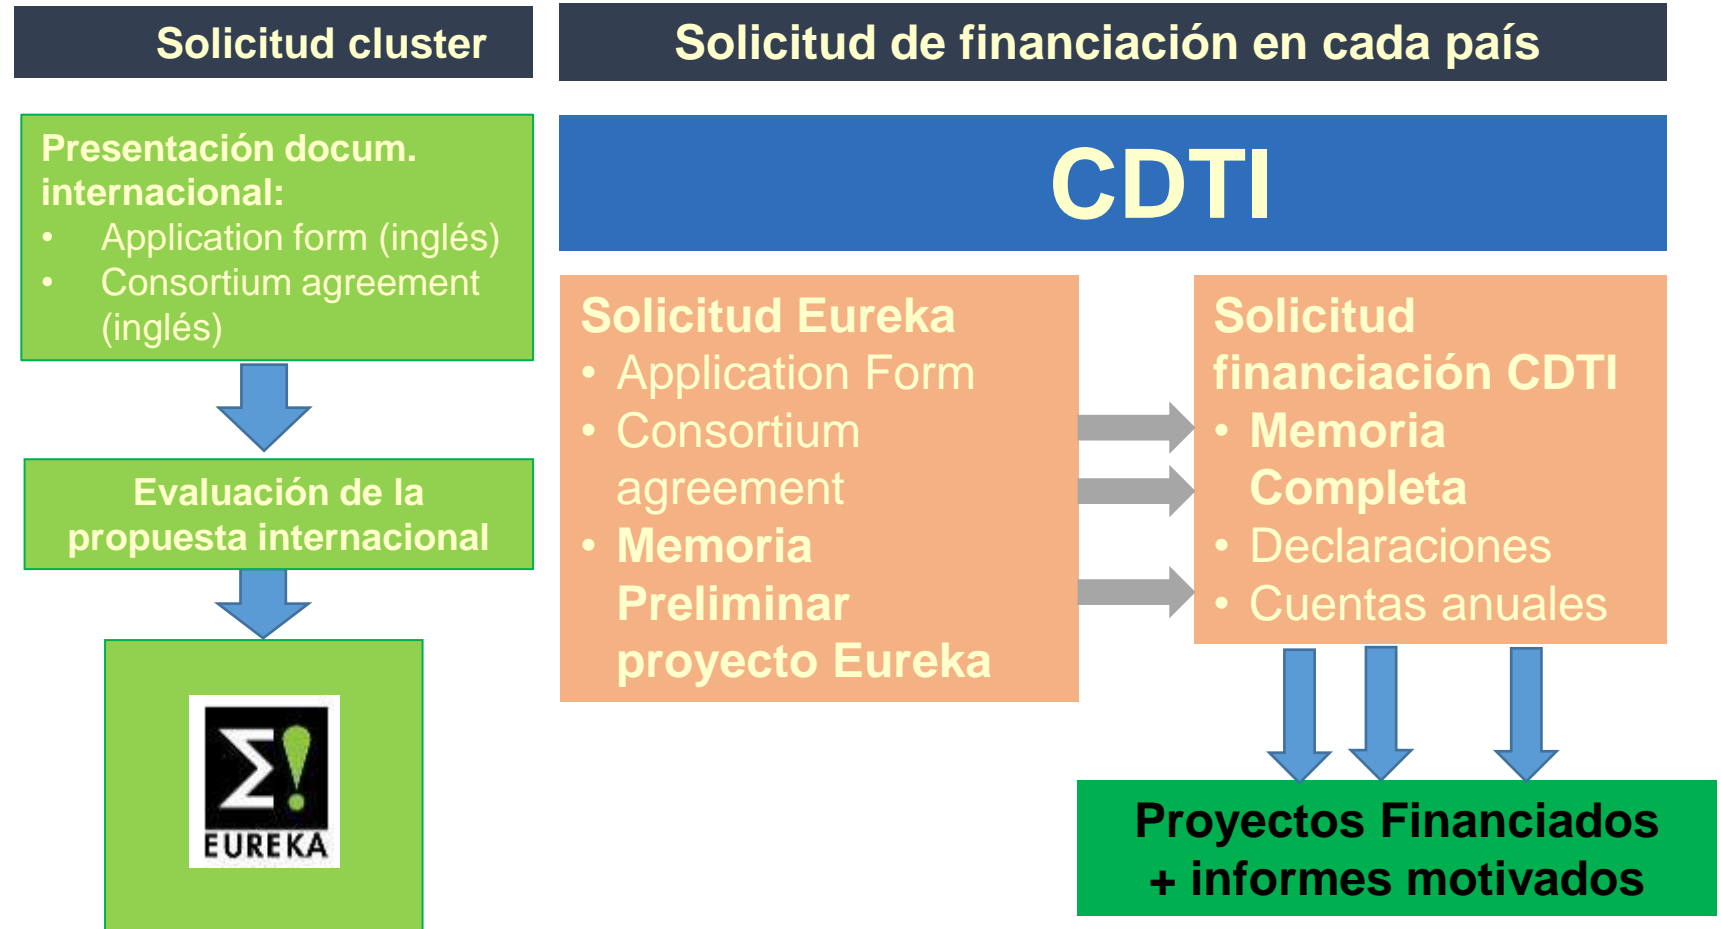 Solicitud cluster
Solicitud de financiación en cada país
Presentación docum.
internacional:
• Application form (inglés)
• Consortium agreement
(inglés)
Evaluación de la
propuesta internacional
Σ!
EUREKA
CDTI
Solicitud Eureka
• Application Form
• Consortium
agreement
• Memoria
Preliminar
proyecto Eureka
Solicitud
financiación CDTI
• Memoria
Completa
• Declaraciones
• Cuentas anuales
Proyectos Financiados
+ informes motivados